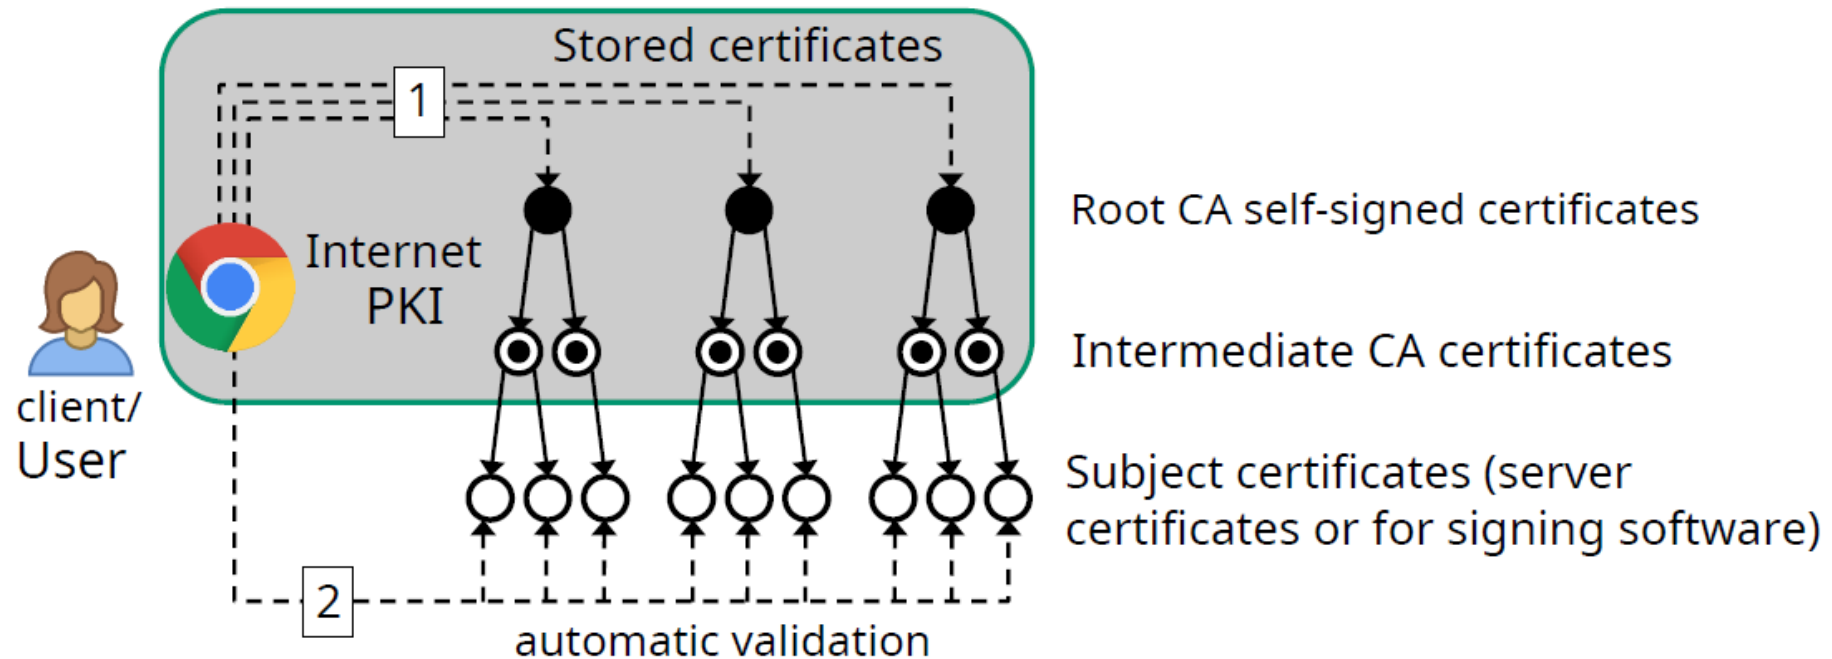 Stored certificates
1
Root CA self-signed certificates
Internet
PKI
Intermediate CA certificates
client/
User
Subject certificates (server
certificates or for signing software)
2
automatic validation